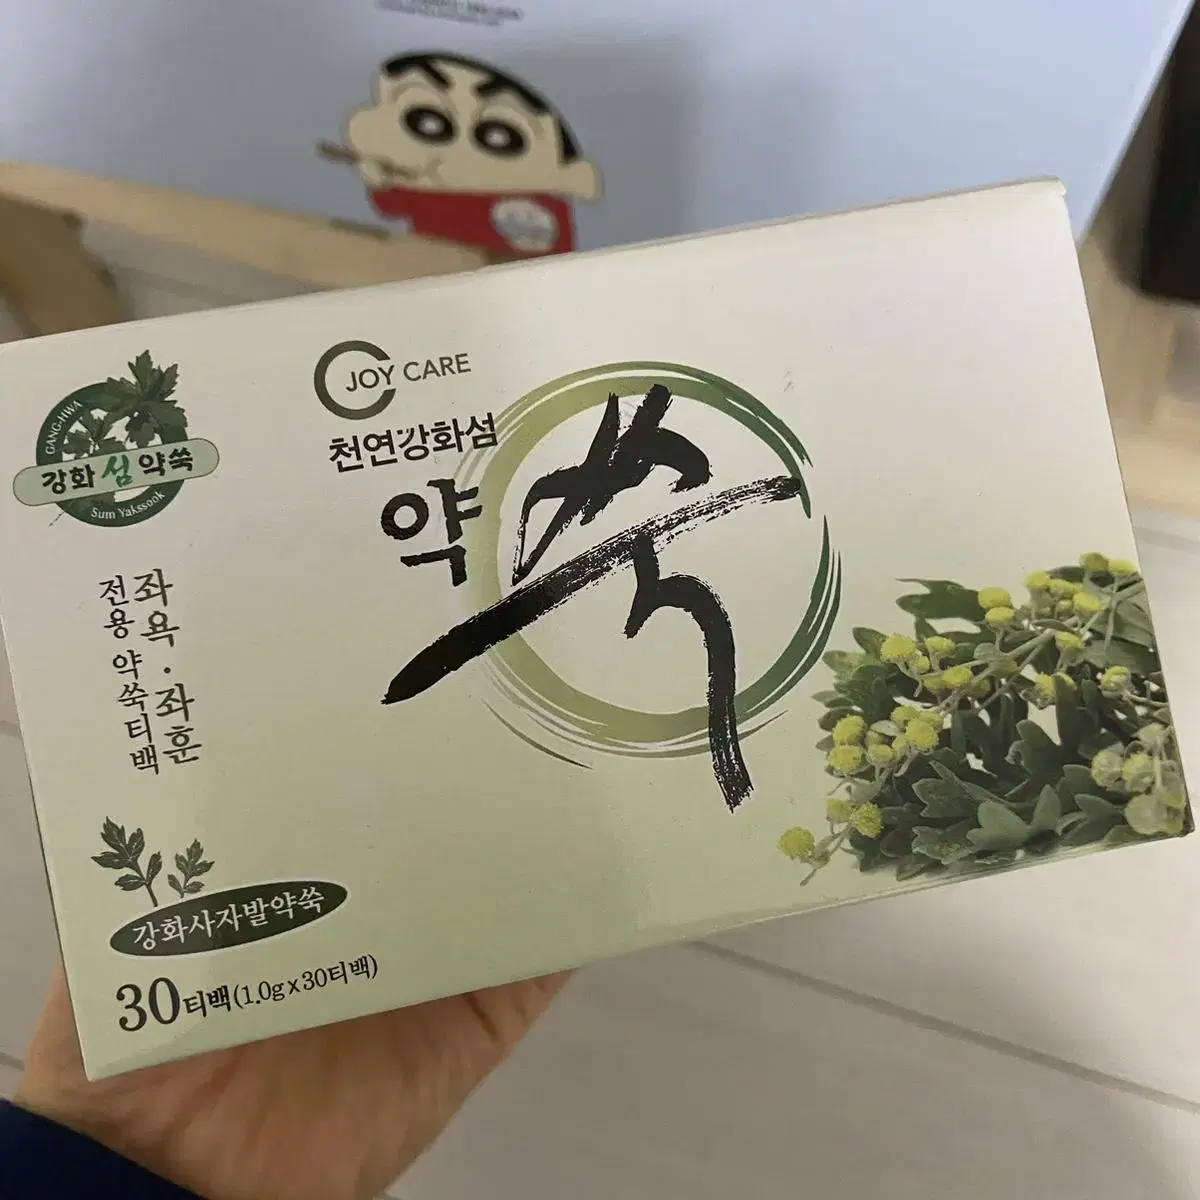 JOY CARE
천연강화섬
약쑥
GANG-HWA
강화섬약쑥
Sum Yakssook
좌욕·좌훈
전용 약쑥티백
강화사자발약쑥
30티백(1.0g x 30티백)